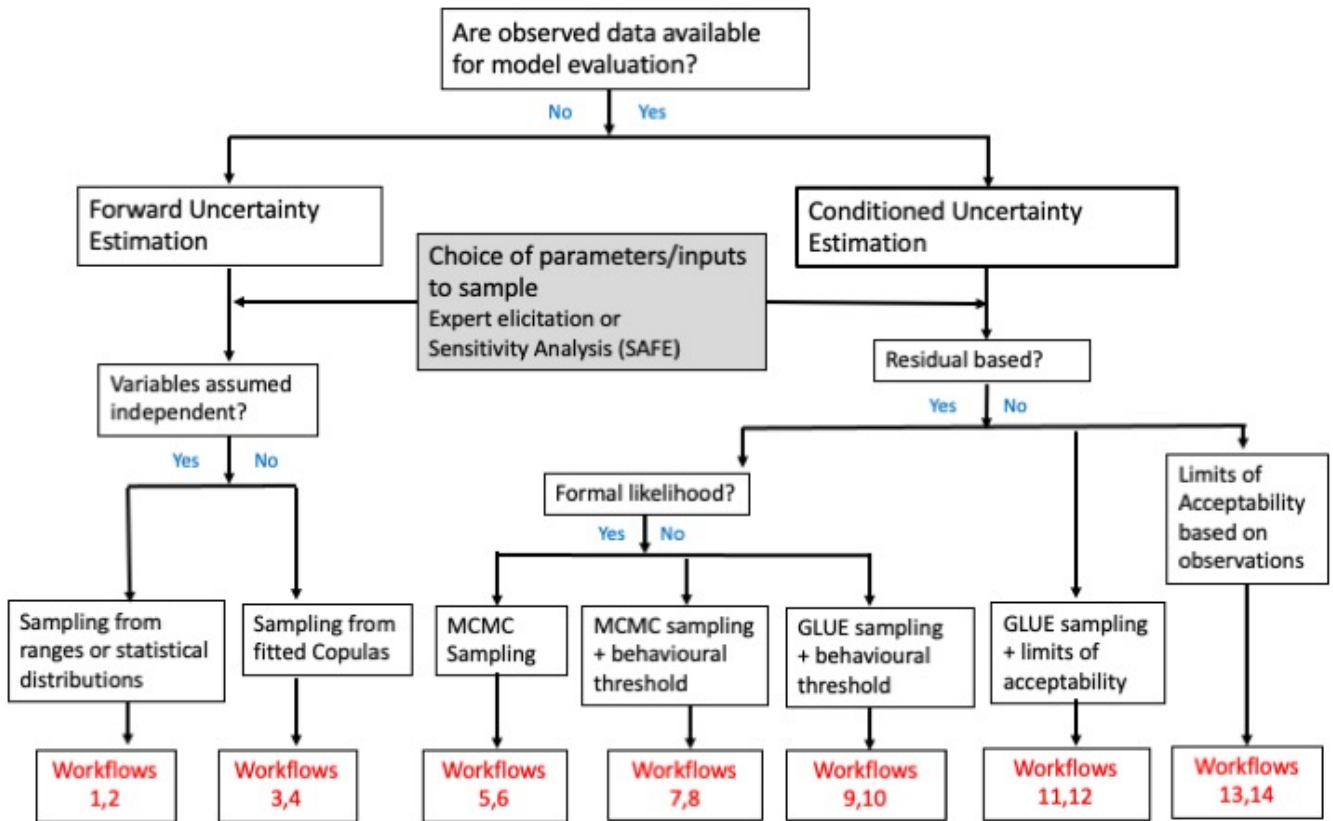 Are observed data available
for model evaluation?
No
Yes
Forward Uncertainty
Estimation
Conditioned Uncertainty
Estimation
Choice of parameters/inputs
to sample
Expert elicitation or
Sensitivity Analysis (SAFE)
Variables assumed
independent?
Residual based?
Yes
No
Yes
No
Formal likelihood?
Limits of
Acceptability
based on
observations
Yes
No
Sampling from
ranges or statistical
distributions
Sampling from
fitted Copulas
MCMC
Sampling
MCMC sampling
+ behavioural
threshold
GLUE sampling
+ behavioural
threshold
GLUE sampling
+ limits of
acceptability
Workflows
1,2
Workflows
3,4
Workflows
5,6
Workflows
7,8
Workflows
9,10
Workflows
11,12
Workflows
13,14